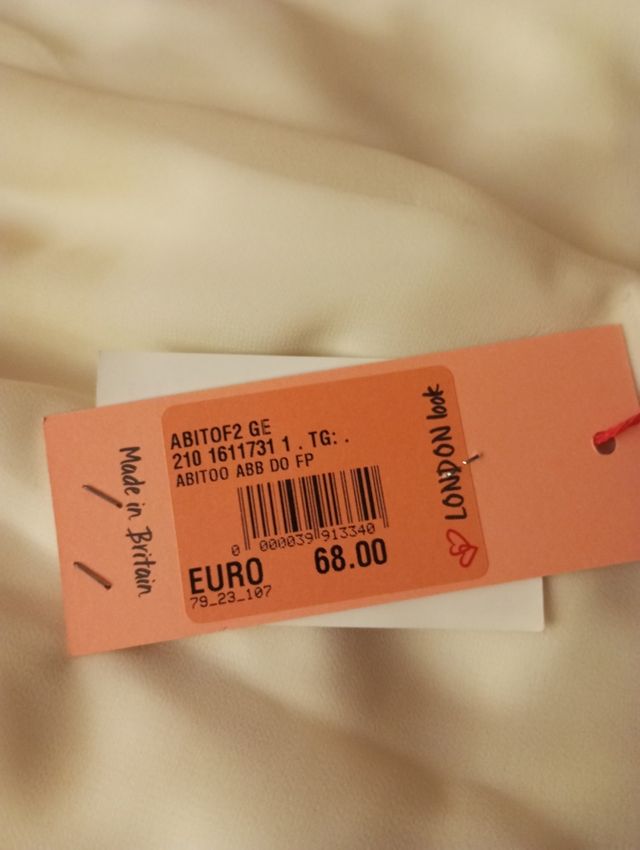 ABITOF2 GE
210 1611731 1 . TG: .
ABITOO ABB DO FP
0 000039 913340
EURO 68.00
79_23_107
Made in Britain
LONDON look